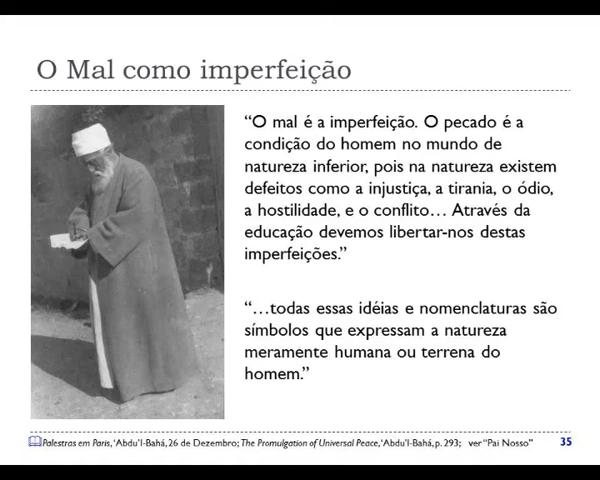 O Mal como imperfeição
“O mal é a imperfeição. O pecado é a
condição do homem no mundo de
natureza inferior, pois na natureza existem
defeitos como a injustiça, a tirania, o ódio,
a hostilidade, e o conflito… Através da
educação devemos libertar-nos destas
imperfeições.”
“…todas essas idéias e nomenclaturas são
símbolos que expressam a natureza
meramente humana ou terrena do
homem.”
Palestras em Paris, ‘Abdu’l-Bahá, 26 de Dezembro; The Promulgation of Universal Peace, ‘Abdu’l-Bahá, p. 293; ver “Pai Nosso” 35